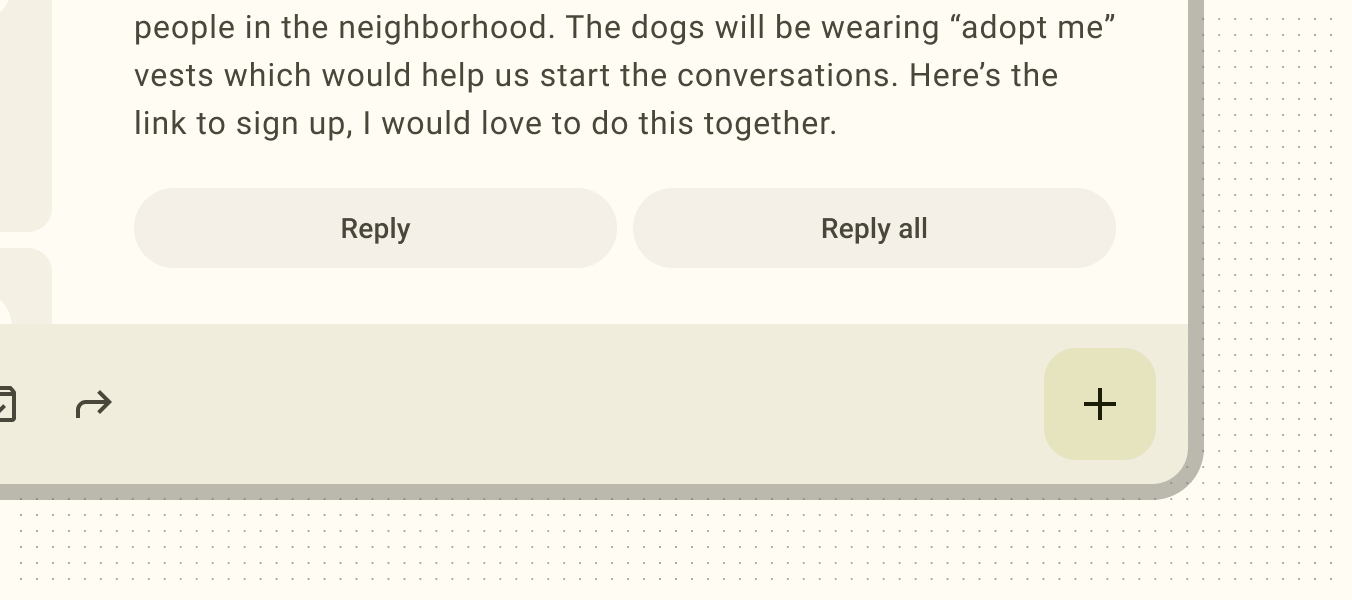 people in the neighborhood. The dogs will be wearing “adopt me”
vests which would help us start the conversations. Here’s the
link to sign up, I would love to do this together.
Reply
Reply all